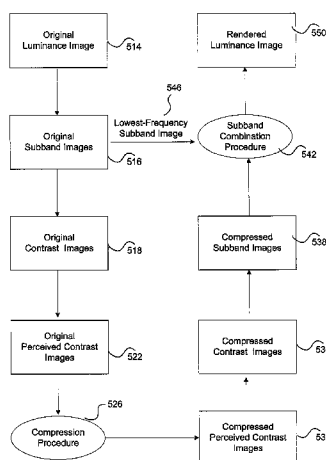 Original
Luminance Image
514
Rendered
Luminance Image
550
546
Lowest-Frequency
Subband Image
Original
Subband Images
516
Subband
Combination
Procedure
542
Original
Contrast Images
518
Compressed
Subband Images
538
Original
Perceived Contrast
Images
522
Compressed
Contrast Images
53
526
Compression
Procedure
Compressed
Perceived Contrast
Images
53